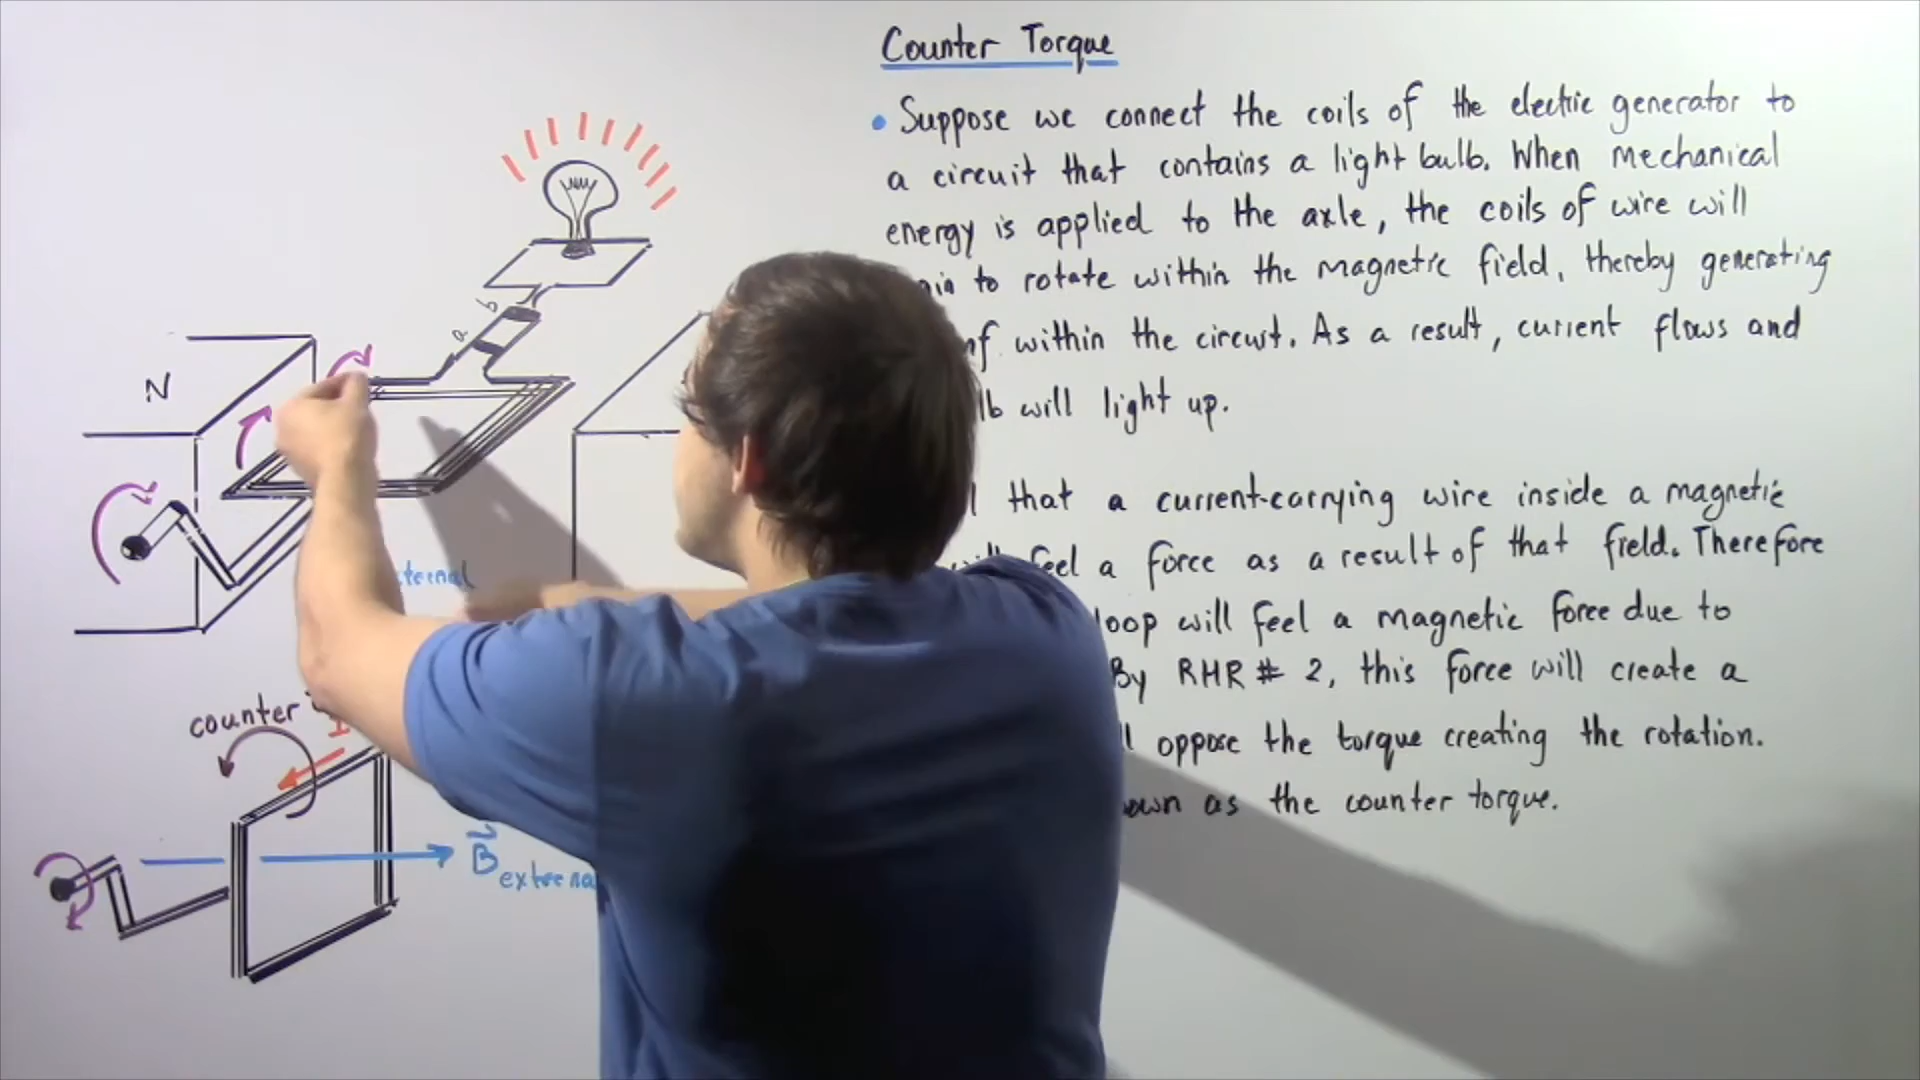 Counter Torque
• Suppose we connect the coils of the electric generator to
a circuit that contains a light bulb. When mechanical
energy is applied to the axle, the coils of wire will
to rotate within the magnetic field, thereby generating
within the circuit. As a result, current flows and
will light up.
that a current-carrying wire inside a magnetic
feel a force as a result of that field. Therefore
loop will feel a magnetic force due to
By RHR # 2, this force will create a
oppose the torque creating the rotation.
as the counter torque.
b
a
N
counter
I
B